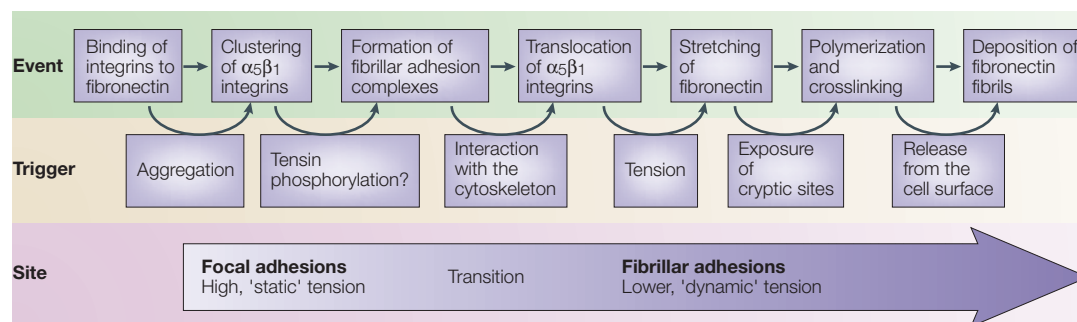 Event
Binding of
integrins to
fibronectin
Clustering
of α5β1
integrins
Formation of
fibrillar adhesion
complexes
Translocation
of α5β1
integrins
Stretching
of
fibronectin
Polymerization
and
crosslinking
Deposition of
fibronectin
fibrils
Trigger
Aggregation
Tensin
phosphorylation?
Interaction
with the
cytoskeleton
Tension
Exposure
of
cryptic sites
Release
from the
cell surface
Site
Focal adhesions
High, 'static' tension
Transition
Fibrillar adhesions
Lower, 'dynamic' tension